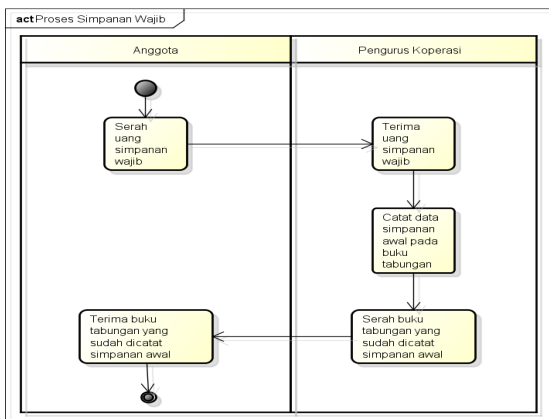 act Proses Simpanan Wajib
Anggota
Pengurus Koperasi
Serah
uang
simpanan
wajib
Terima
uang
simpanan
wajib
Catat data
simpanan
awal pada
buku
tabungan
Serah buku
tabungan yang
sudah dicatat
simpanan awal
Terima buku
tabungan yang
sudah dicatat
simpanan awal